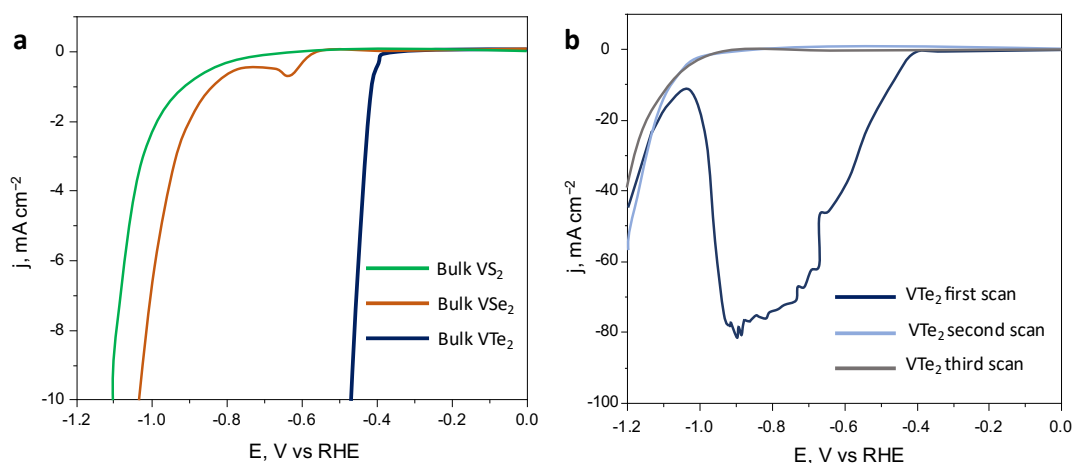 a
0
-2
-4
-6
-8
-10
j, mA cm⁻²
-1.2
-1.0
-0.8
-0.6
-0.4
-0.2
0.0
E, V vs RHE
Bulk VS₂
Bulk VSe₂
Bulk VTe₂
b
0
-20
-40
-60
-80
-100
j, mA cm⁻²
-1.2
-1.0
-0.8
-0.6
-0.4
-0.2
0.0
E, V vs RHE
VTe₂ first scan
VTe₂ second scan
VTe₂ third scan